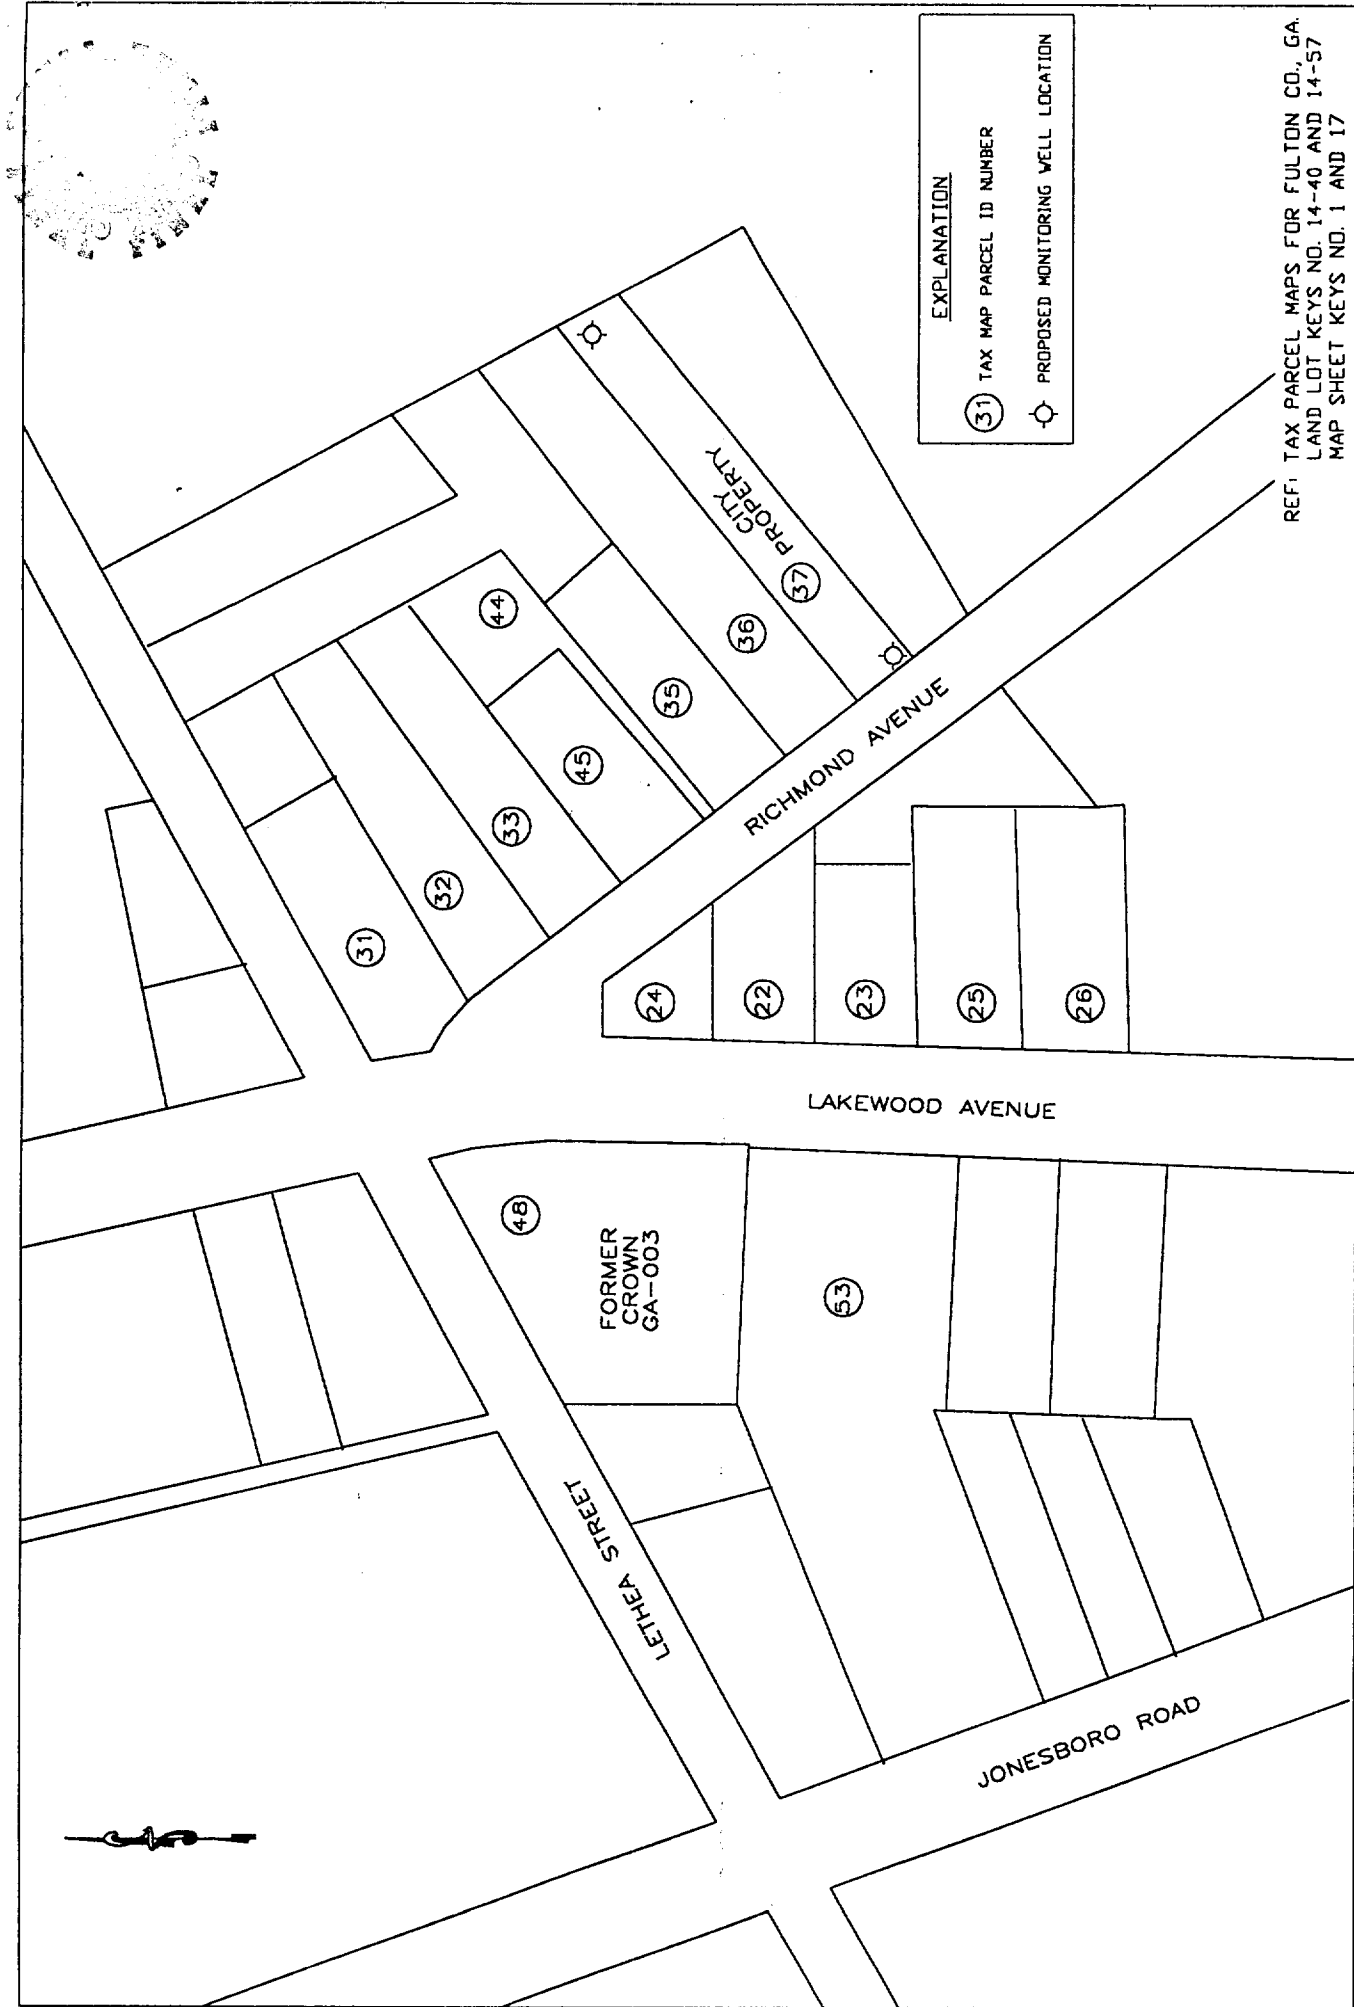 EXPLANATION
31 TAX MAP PARCEL ID NUMBER
PROPOSED MONITORING WELL LOCATION
REF: TAX PARCEL MAPS FOR FULTON CO., GA.
LAND LOT KEYS NO. 14-40 AND 14-57
MAP SHEET KEYS NO. 1 AND 17
CITY
PROPERTY
37
36
35
44
45
33
32
31
RICHMOND AVENUE
24
22
23
25
26
LAKEWOOD AVENUE
48
FORMER
CROWN
GA-003
53
LETHEA STREET
JONESBORO ROAD